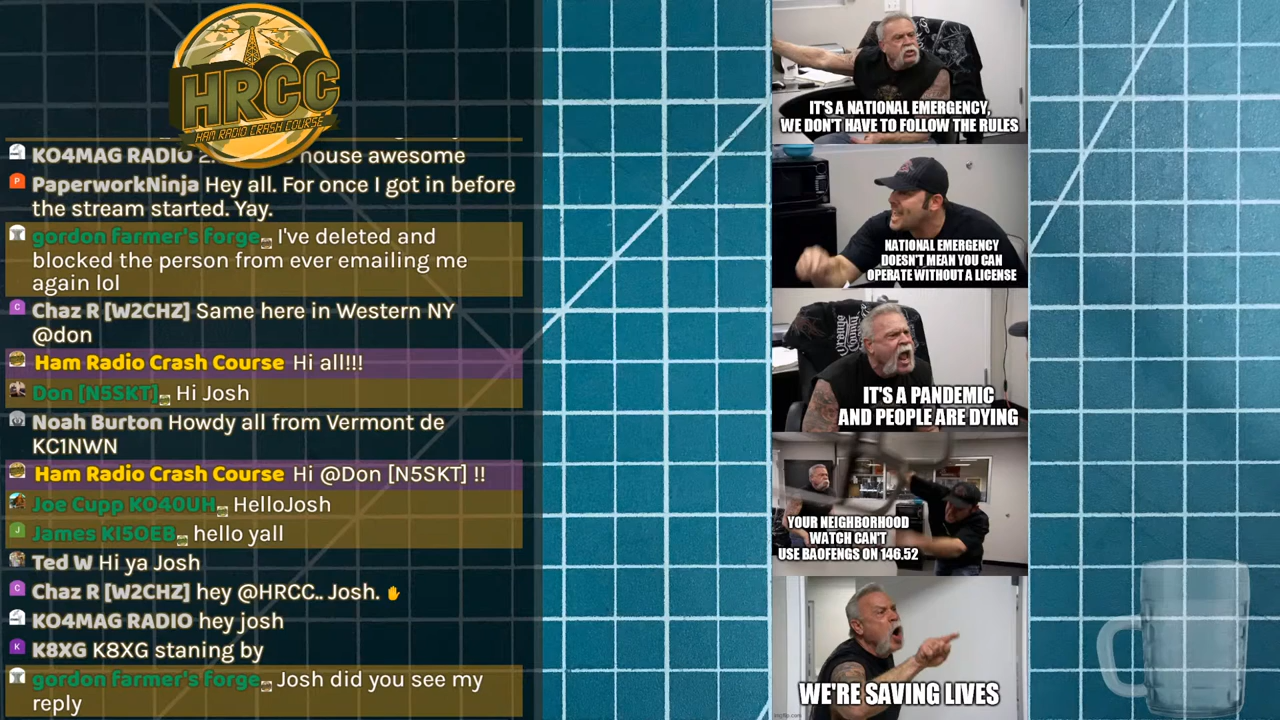 HRCC
HAM RADIO CRASH COURSE
KO4MAG RADIO house awesome
PaperworkNinja Hey all. For once I got in before
the stream started. Yay.
gordon farmer's forge I've deleted and
blocked the person from ever emailing me
again lol
Chaz R [W2CHZ] Same here in Western NY
@don
Ham Radio Crash Course Hi all!!!
Don [N5SKT] Hi Josh
Noah Burton Howdy all from Vermont de
KC1NWN
Ham Radio Crash Course Hi @Don [N5SKT] !!
Joe Cupp KO4OUH HelloJosh
James KI5OEB hello yall
Ted W Hi ya Josh
Chaz R [W2CHZ] hey @HRCC.. Josh. ✋
KO4MAG RADIO hey josh
K8XG K8XG staning by
gordon farmer's forge Josh did you see my
reply
IT'S A NATIONAL EMERGENCY,
WE DON'T HAVE TO FOLLOW THE RULES
NATIONAL EMERGENCY
DOESN'T MEAN YOU CAN
OPERATE WITHOUT A LICENSE
Orange
County
IT'S A PANDEMIC
AND PEOPLE ARE DYING
YOUR NEIGHBORHOOD
WATCH CAN'T
USE BAOFENGS ON 146.52
WE'RE SAVING LIVES
imgflip.com